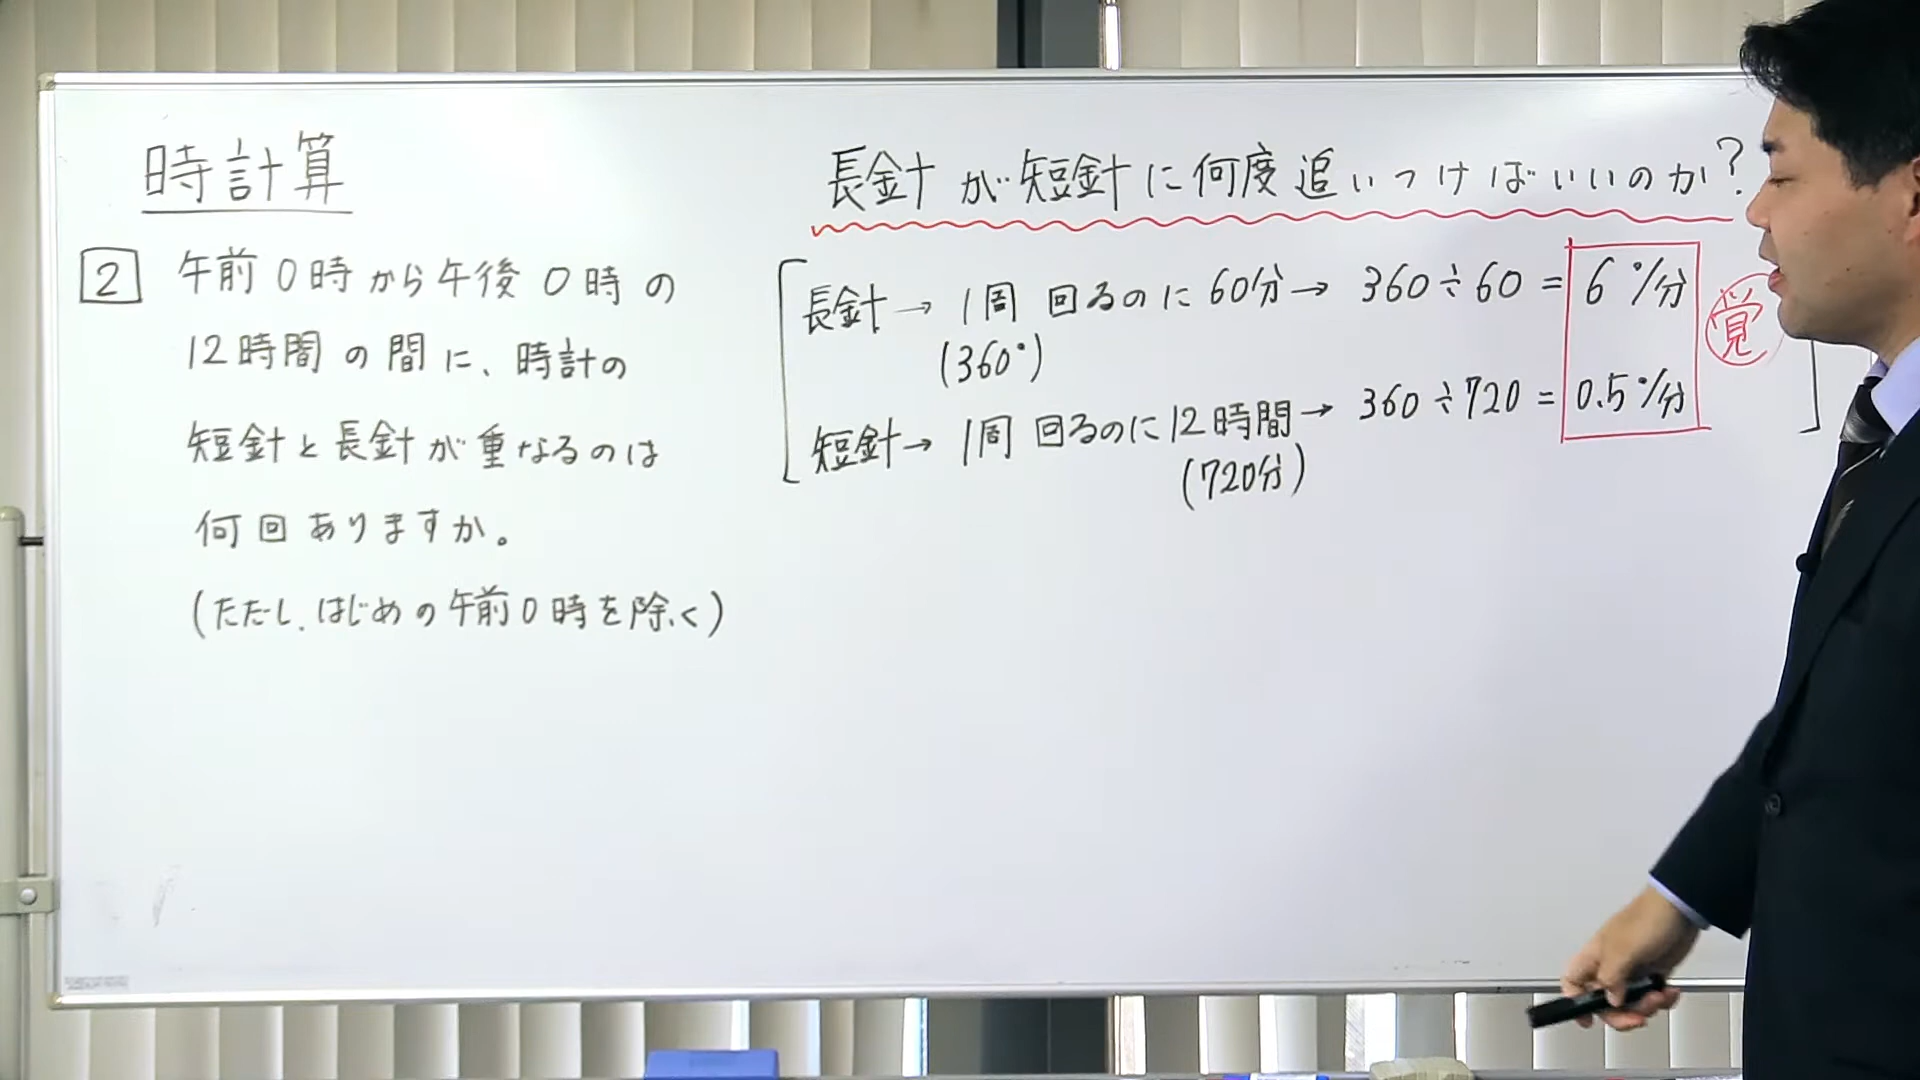 時計算
2 午前0時から午後0時の
12時間の間に、時計の
短針と長針が重なるのは
何回ありますか。
(ただし、はじめの午前0時を除く)
長針が短針に何度追いつけばいいのか?
長針→1周回るのに60分→360÷60=6°/分
(360°)
覚
短針→1周回るのに12時間→360÷720=0.5°/分
(720分)